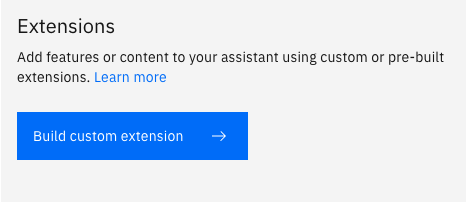 Extensions
Add features or content to your assistant using custom or pre-built
extensions. Learn more
Build custom extension